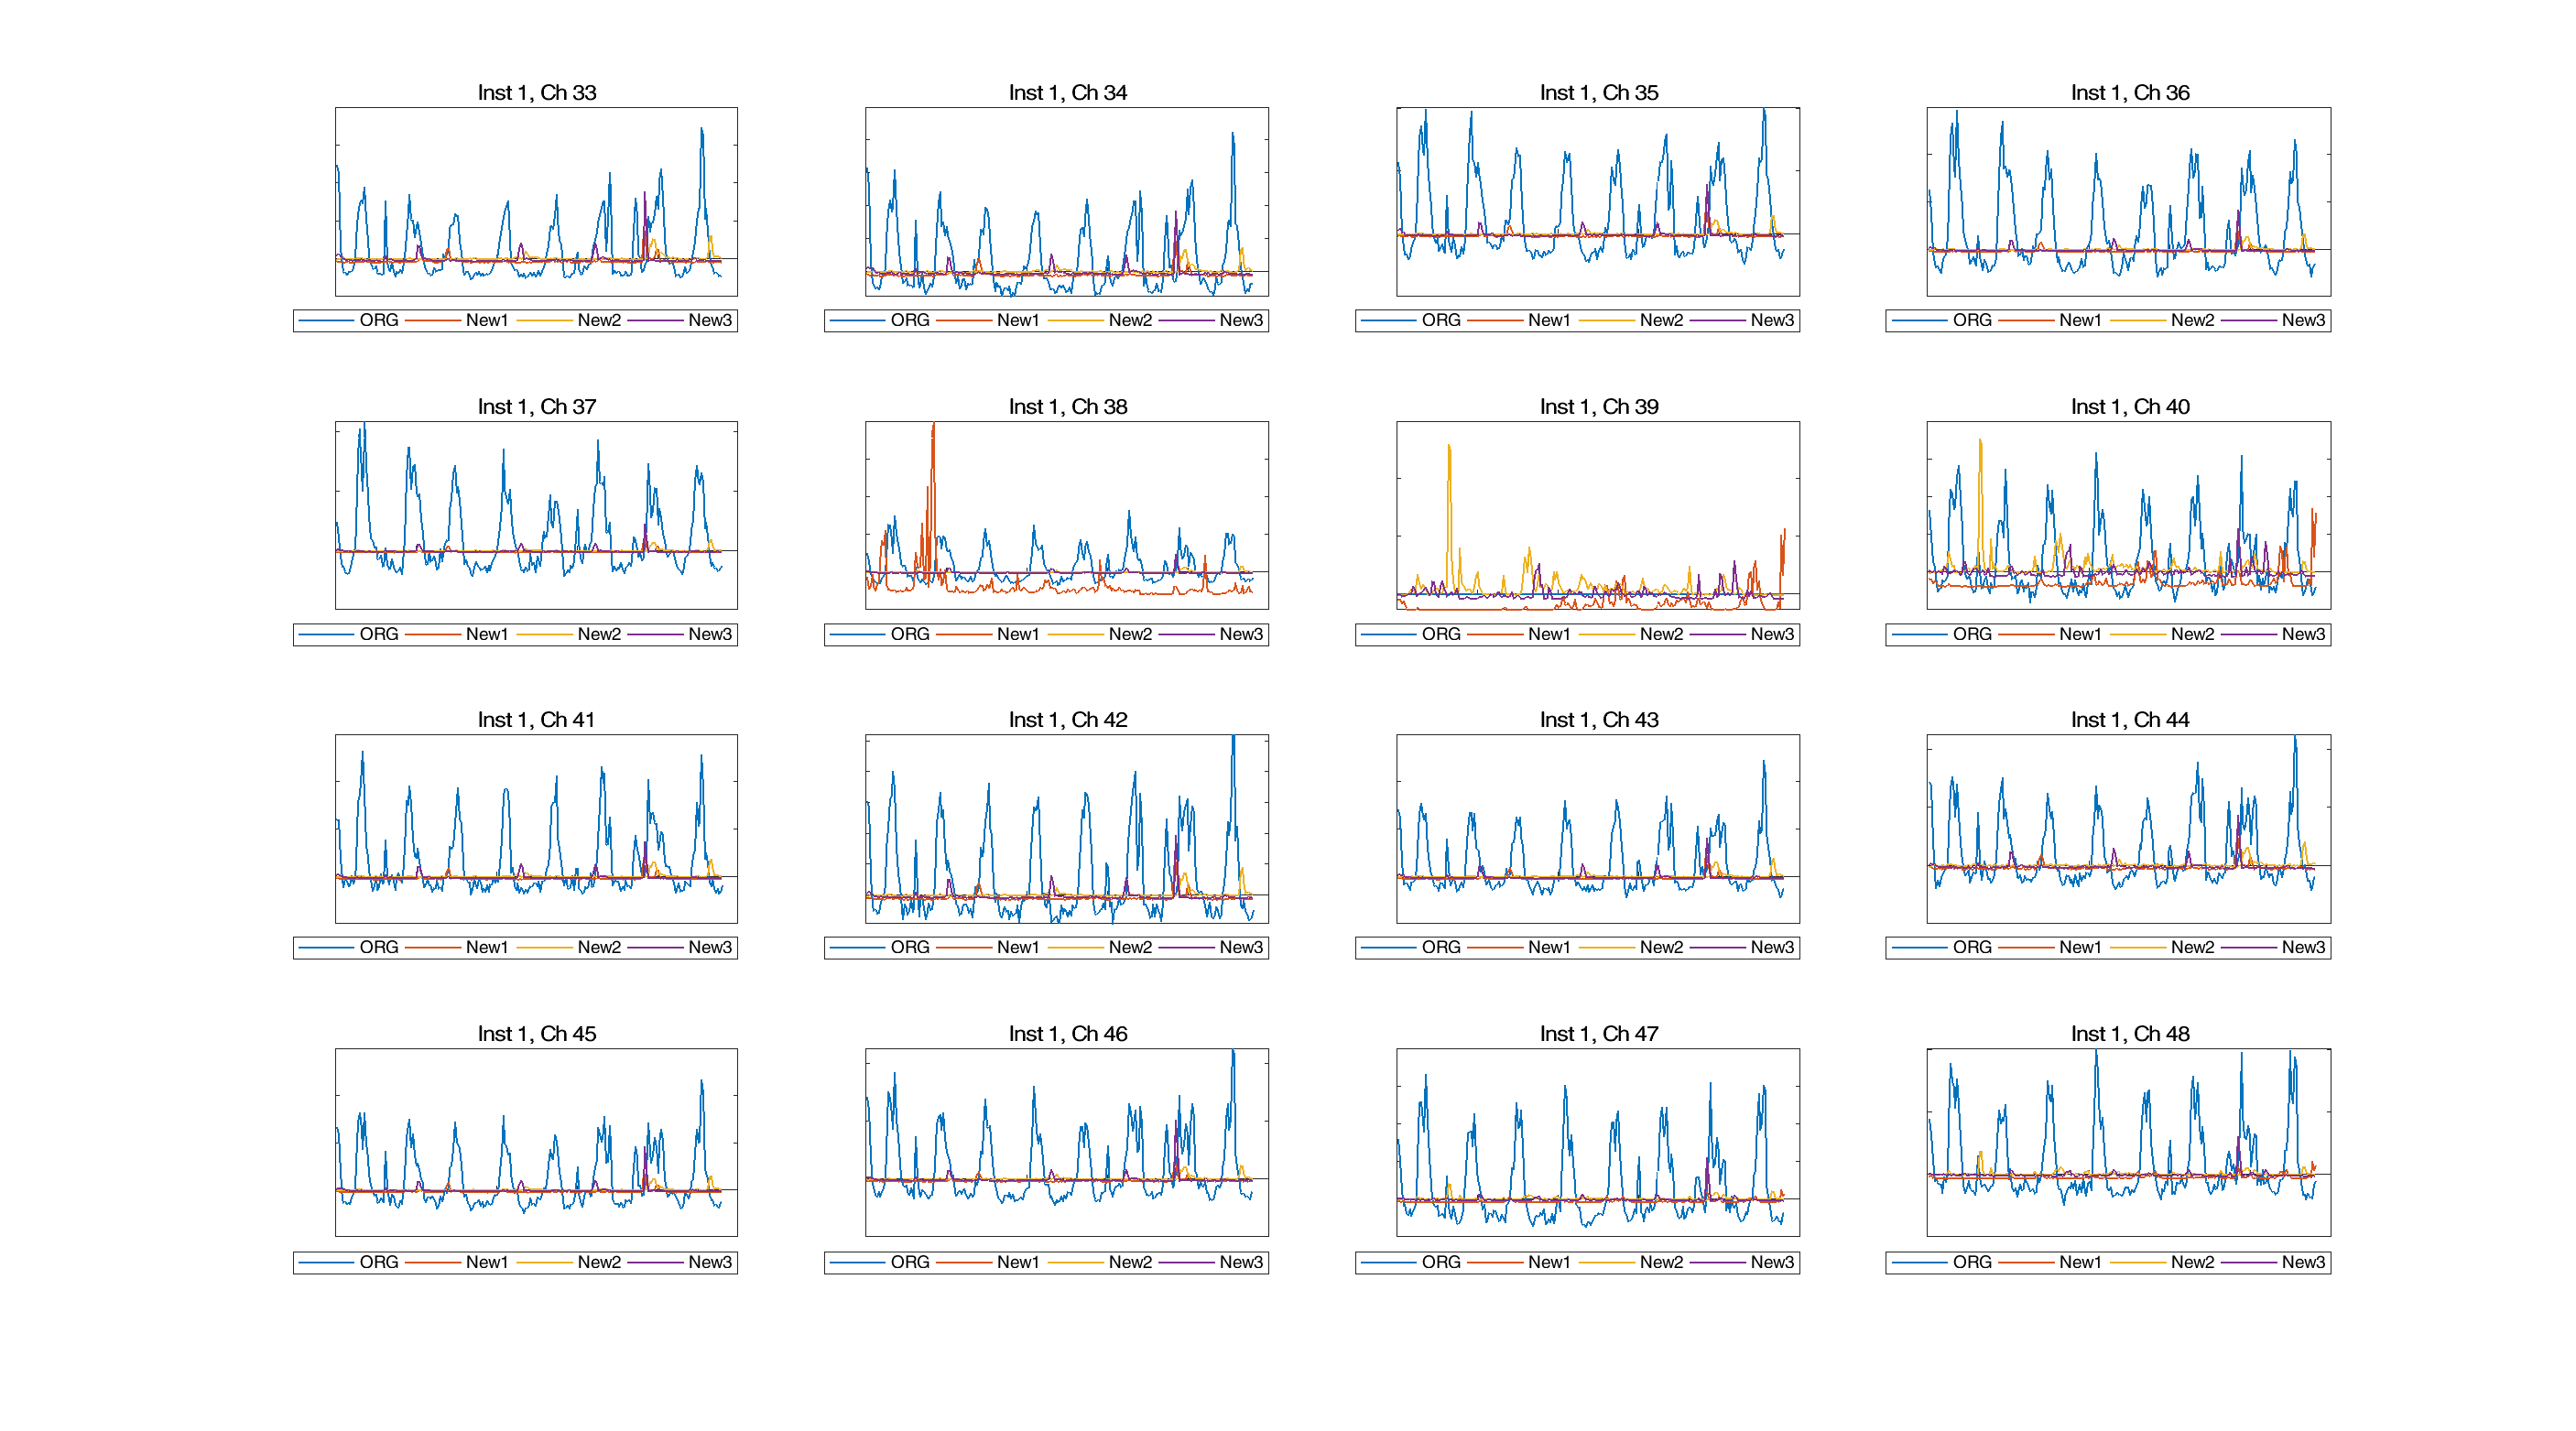 Inst 1, Ch 33
Inst 1, Ch 34
Inst 1, Ch 35
Inst 1, Ch 36
ORG New1 New2 New3
ORG New1 New2 New3
ORG New1 New2 New3
ORG New1 New2 New3
Inst 1, Ch 37
Inst 1, Ch 38
Inst 1, Ch 39
Inst 1, Ch 40
ORG New1 New2 New3
ORG New1 New2 New3
ORG New1 New2 New3
ORG New1 New2 New3
Inst 1, Ch 41
Inst 1, Ch 42
Inst 1, Ch 43
Inst 1, Ch 44
ORG New1 New2 New3
ORG New1 New2 New3
ORG New1 New2 New3
ORG New1 New2 New3
Inst 1, Ch 45
Inst 1, Ch 46
Inst 1, Ch 47
Inst 1, Ch 48
ORG New1 New2 New3
ORG New1 New2 New3
ORG New1 New2 New3
ORG New1 New2 New3